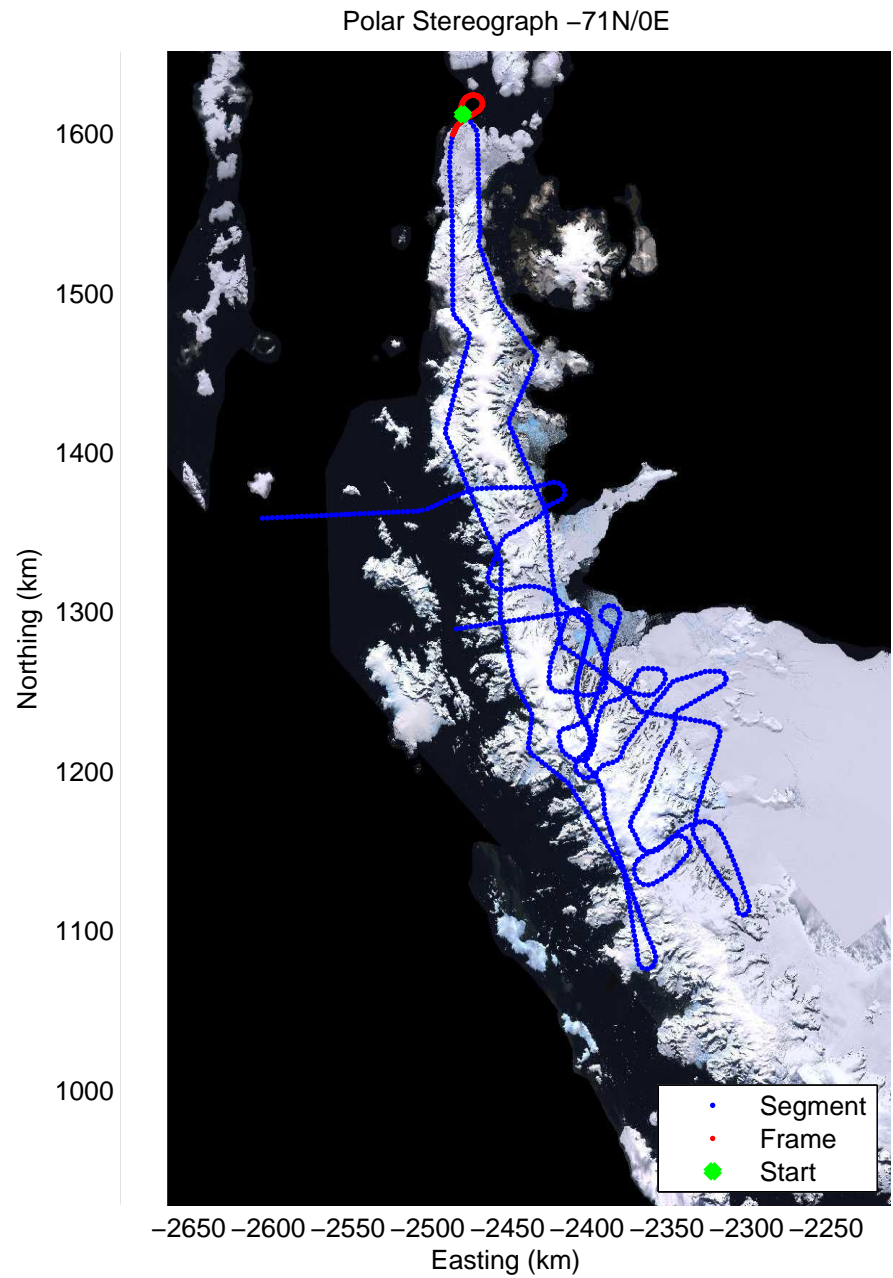 Polar Stereograph −71N/0E
1600
1500
1400
1300
1200
1100
1000
Northing (km)
Segment
Frame
Start
−2650 −2600 −2550 −2500 −2450 −2400 −2350 −2300 −2250
Easting (km)